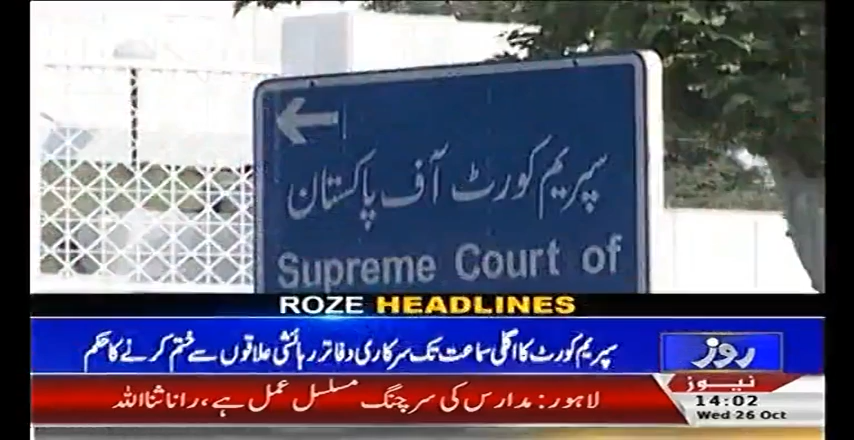 سپریم کورٹ آف پاکستان
Supreme Court of
ROZE HEADLINES
سپریم کورٹ کا اگلی سماعت تک سرکاری دفاتر رہائشی علاقوں سے ختم کرنے کا حکم
روز
نیوز
لاہور: مدارس کی سرچنگ مسلسل عمل ہے، رانا ثنااللہ
14:02
Wed 26 Oct